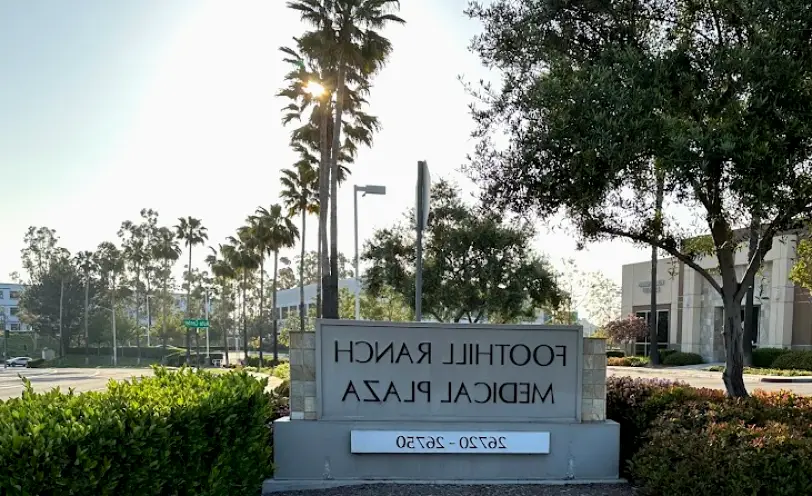 FOOTHILL RANCH
MEDICAL PLAZA
26720 - 26750